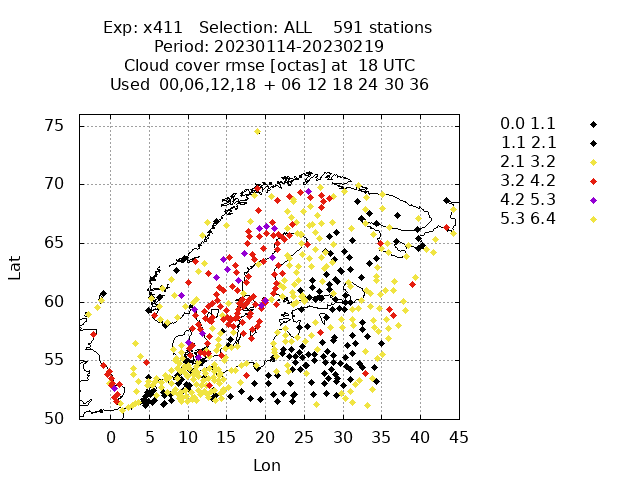 Exp: x411 Selection: ALL 591 stations
Period: 20230114-20230219
Cloud cover rmse [octas] at 18 UTC
Used 00,06,12,18 + 06 12 18 24 30 36
75
70
65
60
55
50
Lat
0 5 10 15 20 25 30 35 40 45
Lon
0.0 1.1
1.1 2.1
2.1 3.2
3.2 4.2
4.2 5.3
5.3 6.4